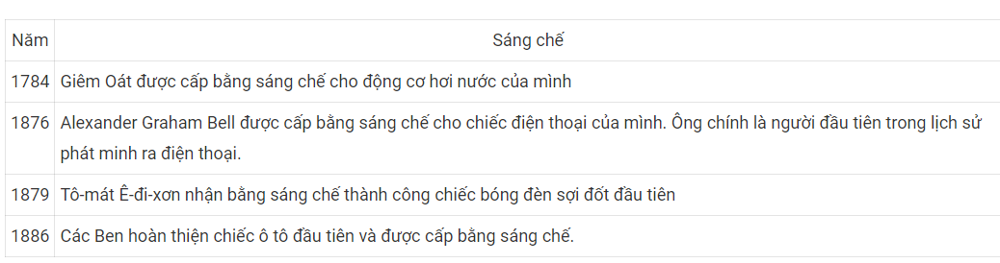 Năm Sáng chế
1784 Giêm Oát được cấp bằng sáng chế cho động cơ hơi nước của mình
1876 Alexander Graham Bell được cấp bằng sáng chế cho chiếc điện thoại của mình. Ông chính là người đầu tiên trong lịch sử
phát minh ra điện thoại.
1879 Tô-mát Ê-đi-xơn nhận bằng sáng chế thành công chiếc bóng đèn sợi đốt đầu tiên
1886 Các Ben hoàn thiện chiếc ô tô đầu tiên và được cấp bằng sáng chế.